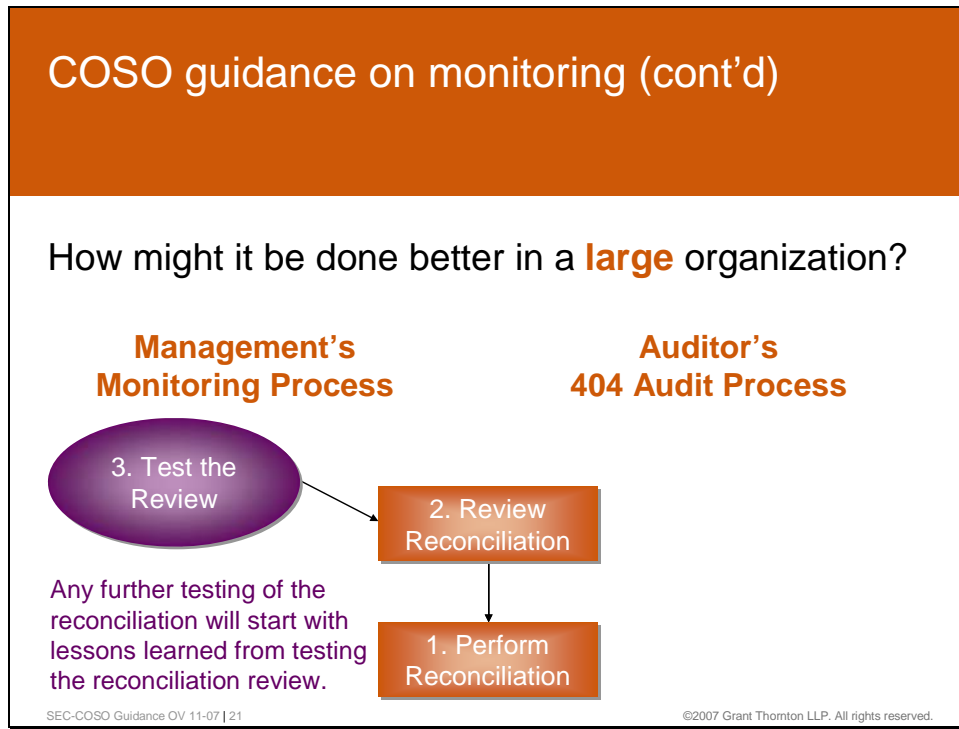 COSO guidance on monitoring (cont’d)
How might it be done better in a large organization?
Management’s
Monitoring Process
Auditor’s
404 Audit Process
3. Test the
Review
2. Review
Reconciliation
Any further testing of the
reconciliation will start with
lessons learned from testing
the reconciliation review.
1. Perform
Reconciliation
SEC-COSO Guidance OV 11-07 | 21
©2007 Grant Thornton LLP. All rights reserved.